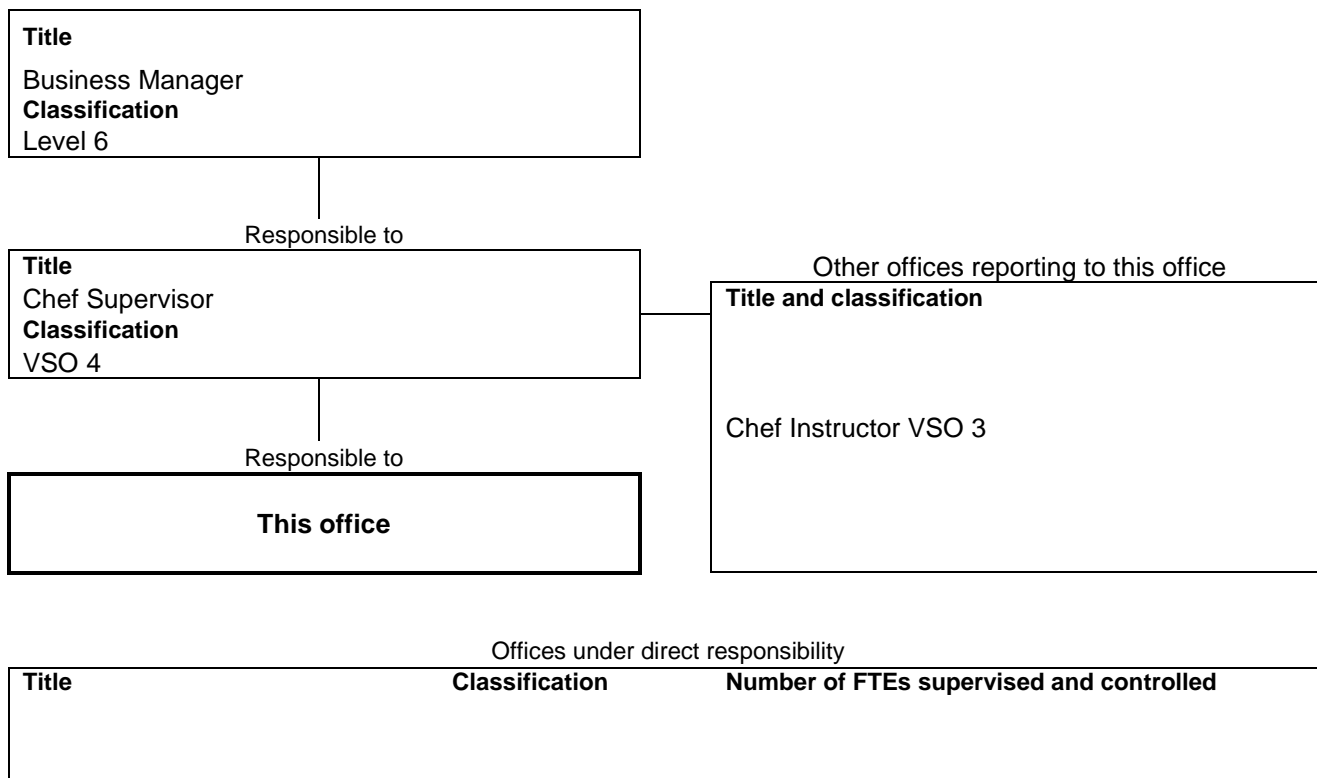 Title
Business Manager
Classification
Level 6
Responsible to
Title
Chef Supervisor
Classification
VSO 4
Other offices reporting to this office
Title and classification
Chef Instructor VSO 3
Responsible to
This office
Offices under direct responsibility
Title Classification Number of FTEs supervised and controlled